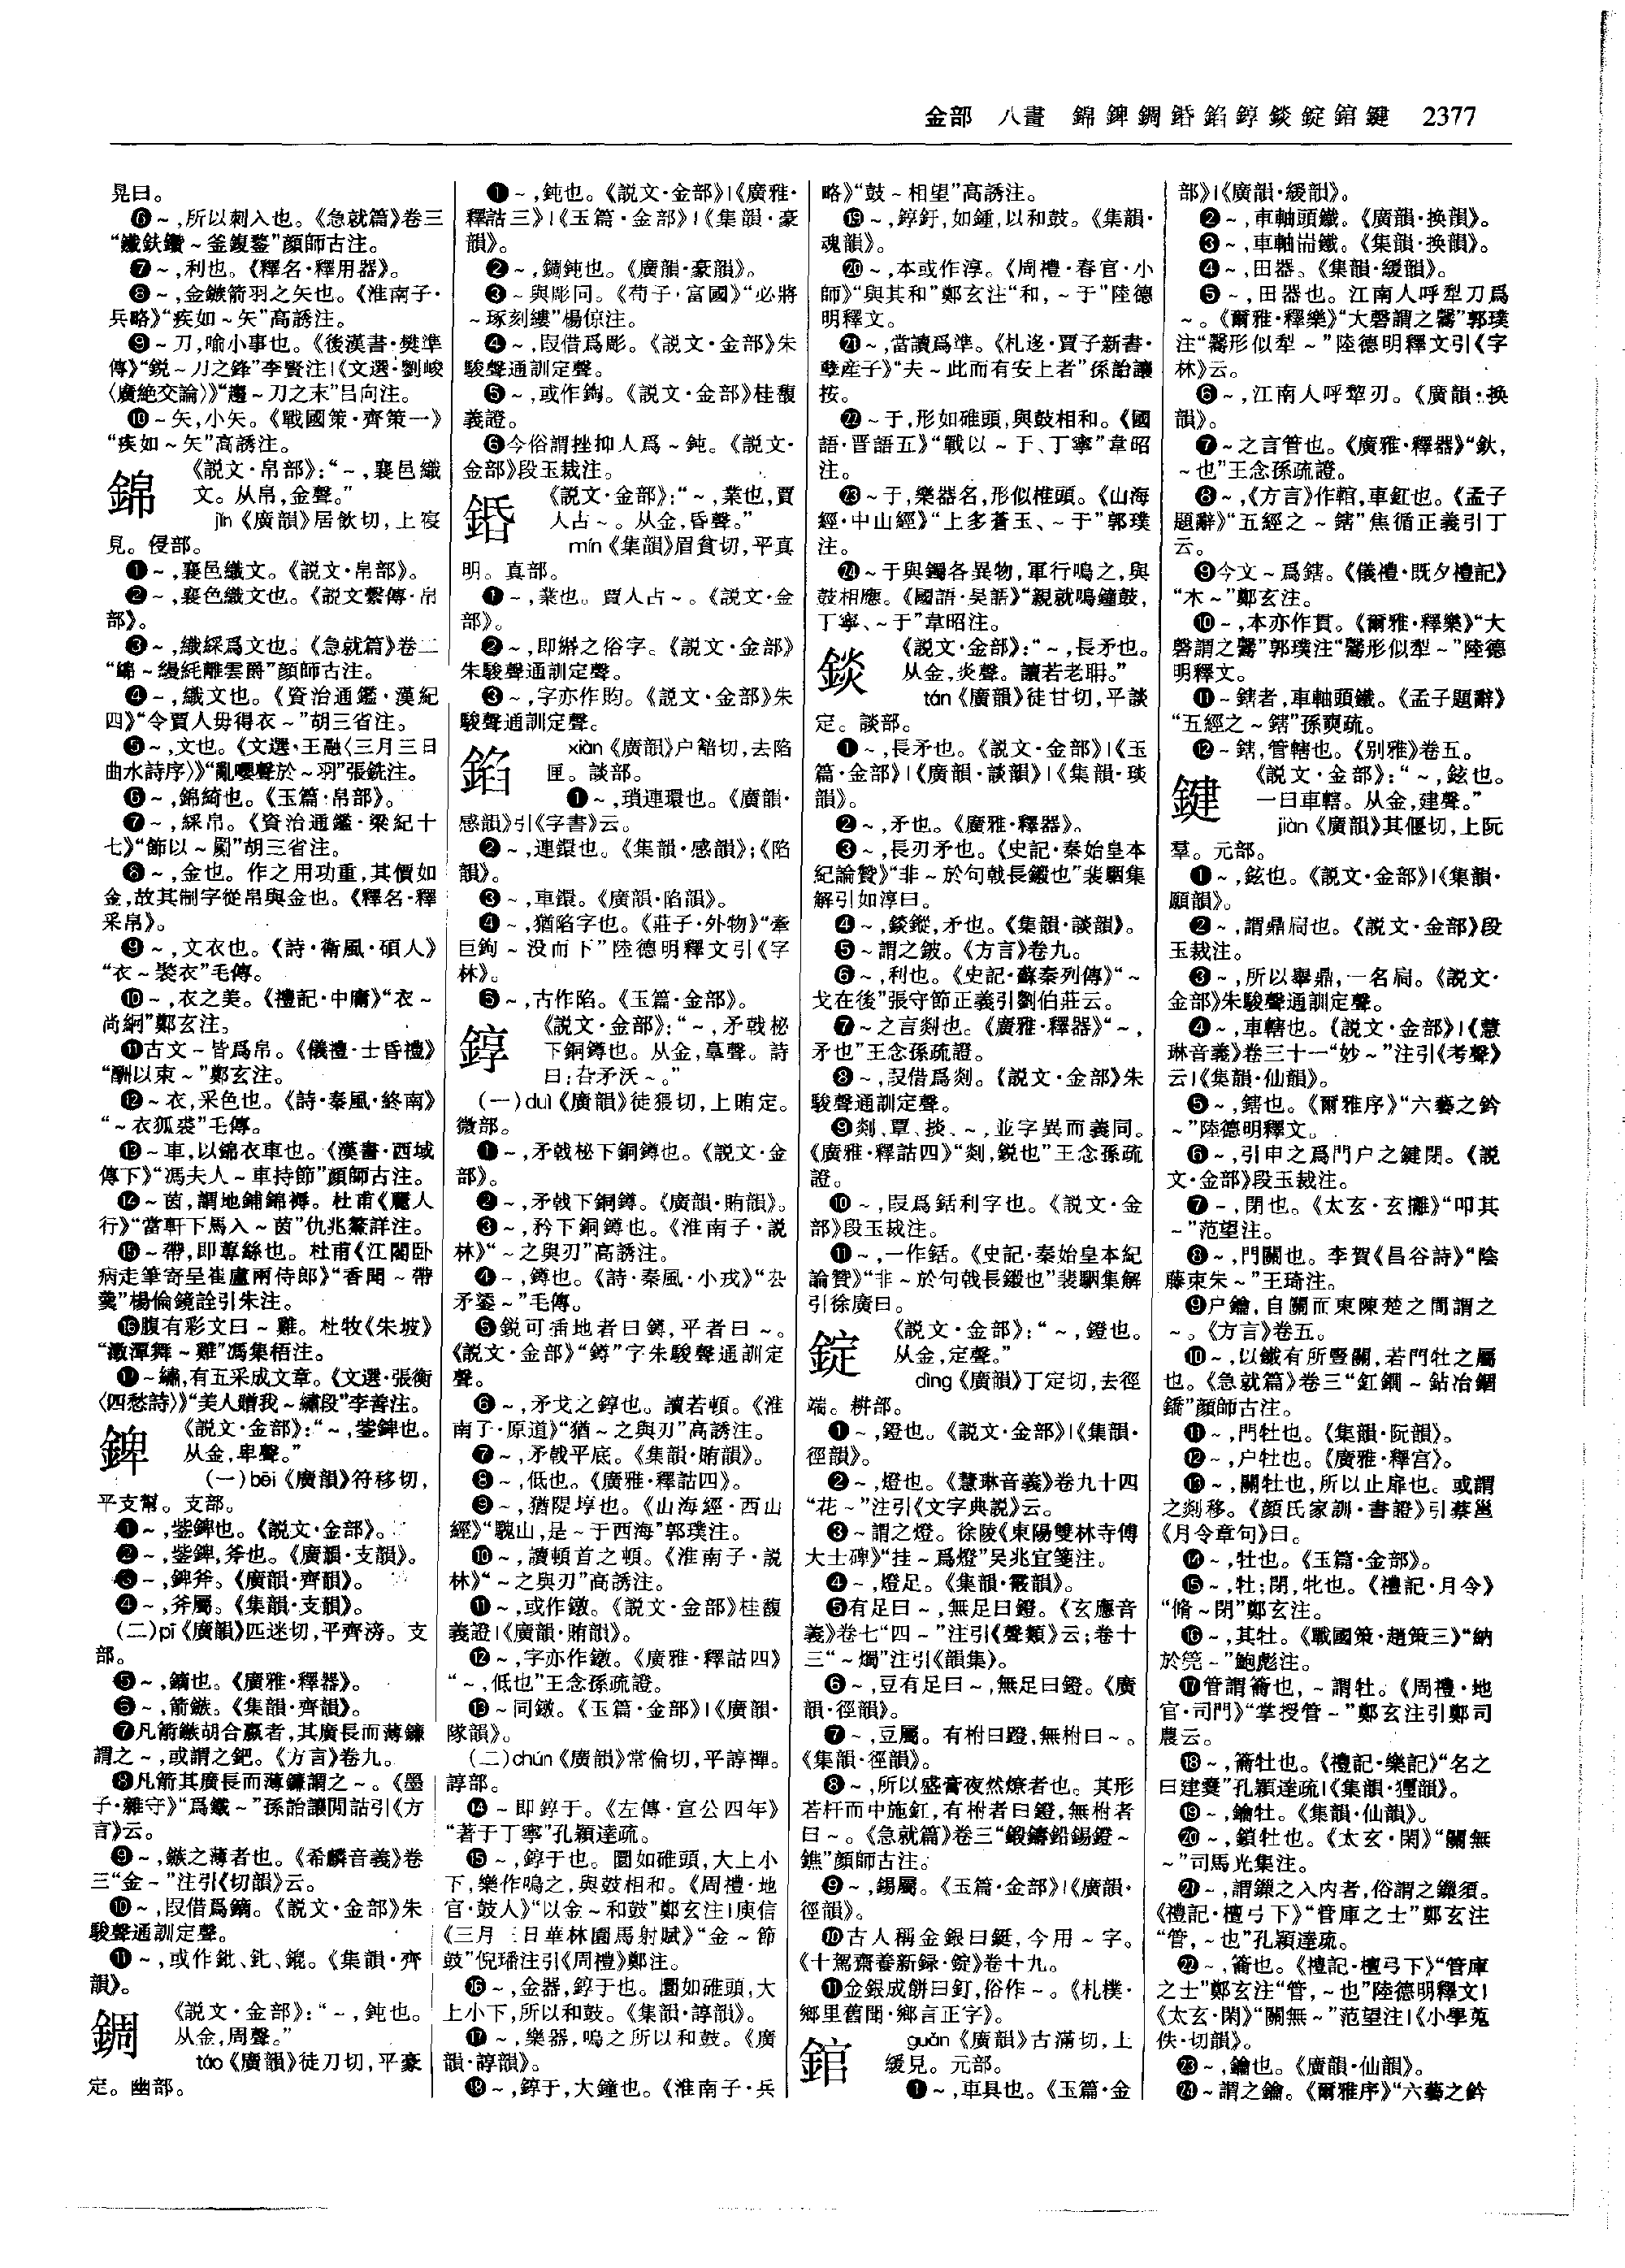 金部　八畫　錦錍錭錉錎錞錟錠錧鍵　2377
晃曰。
❻～,所以刺入也。《急就篇》卷三
“鐵鈇鑽～釜鍑鍪”顔師古注。
❼～,利也。《釋名·釋用器》。
❽～,金鏃箭羽之矢也。《淮南子·
兵略》“疾如～矢”高誘注。
❾～刀,喻小事也。《後漢書·樊準
傳》“鋭～刀之鋒”李賢注|《文選·劉峻
〈廣絶交論〉》“趨～刀之末”吕向注。
❿～矢,小矢。《戰國策·齊策一》
“疾如～矢”高誘注。
錦　《説文·帛部》:“～,襄邑織
文。从帛,金聲。”
jǐn《廣韻》居飲切,上寑
見。侵部。
❶～,襄邑織文。《説文·帛部》。
❷～,襄色織文也。《説文繫傳·帛
部》。
❸～,織綵爲文也。《急就篇》卷二
“錦～縵紌離雲爵”顔師古注。
❹～,織文也。《資治通鑑·漢紀
四》“令賈人毋得衣～”胡三省注。
❺～,文也。《文選·王融〈三月三日
曲水詩序〉》“亂嚶聲於～羽”張銑注。
❻～,錦綺也。《玉篇·帛部》。
❼～,綵帛。《資治通鑑·梁紀十
七》“飾以～罽”胡三省注。
❽～,金也。作之用功重,其價如
金,故其制字從帛與金也。《釋名·釋
采帛》。
❾～,文衣也。《詩·衛風·碩人》
“衣～褧衣”毛傳。
❿～,衣之美。《禮記·中庸》“衣～
尚絅”鄭玄注。
⓫古文～皆爲帛。《儀禮·士昏禮》
“酬以束～”鄭玄注。
⓬～衣,采色也。《詩·秦風·終南》
“～衣狐裘”毛傳。
⓭～車,以錦衣車也。《漢書·西域
傳下》“馮夫人～車持節”顔師古注。
⓮～茵,謂地鋪錦褥。杜甫《麗人
行》“當軒下馬入～茵”仇兆鰲詳注。
⓯～帶,即蓴絲也。杜甫《江閣卧
病走筆寄呈崔盧兩侍郎》“香聞～帶
羹”楊倫鏡詮引朱注。
⓰腹有彩文曰～雞。杜牧《朱坡》
“潄潭舞～雞”馮集梧注。
⓱～繡,有五采成文章。《文選·張衡
〈四愁詩〉》“美人贈我～繡段”李善注。
錍　《説文·金部》:“～,鈭錍也。
从金,卑聲。”
(一)bēi《廣韻》符移切,
平支幫。支部。
❶～,鈭錍也。《説文·金部》。
❷～,鈭錍,斧也。《廣韻·支韻》。
❸～,錍斧。《廣韻·齊韻》。
❹～,斧屬。《集韻·支韻》。
(二)pī《廣韻》匹迷切,平齊滂。支
部。
❺～,鏑也。《廣雅·釋器》。
❻～,箭鏃。《集韻·齊韻》。
❼凡箭鏃胡合嬴者,其廣長而薄鐮
謂之～,或謂之鈀。《方言》卷九。
❽凡箭其廣長而薄鐮謂之～。《墨
子·雜守》“爲鐵～”孫詒讓閒詁引《方
言》云。
❾～,鏃之薄者也。《希麟音義》卷
三“金～”注引《切韻》云。
❿～,叚借爲鏑。《説文·金部》朱
駿聲通訓定聲。
⓫～,或作鈚、釓、鎞。《集韻·齊
韻》。
錭　《説文·金部》:“～,鈍也。
从金,周聲。”
táo《廣韻》徒刀切,平豪
定。幽部。
❶～,鈍也。《説文·金部》|《廣雅·
釋詁三》|《玉篇·金部》|《集韻·豪
韻》。
❷～,錭鈍也。《廣韻·豪韻》。
❸～與彫同。《荀子·富國》“必將
～琢刻鏤”楊倞注。
❹～,叚借爲彫。《説文·金部》朱
駿聲通訓定聲。
❺～,或作鋾。《説文·金部》桂馥
義證。
❻今俗謂挫抑人爲～鈍。《説文·
金部》段玉裁注。
錉　《説文·金部》:“～,業也,賈
人占～。从金,昏聲。”
mín《集韻》眉貧切,平真
明。真部。
❶～,業也。賈人占～。《説文·金
部》。
❷～,即緡之俗字。《説文·金部》
朱駿聲通訓定聲。
❸～,字亦作䝧。《説文·金部》朱
駿聲通訓定聲。
錎　xiàn《廣韻》户韽切,去陷
匣。談部。
❶～,瑣連環也。《廣韻·
感韻》引《字書》云。
❷～,連鐶也。《集韻·感韻》;《陷
韻》。
❸～,車鐶。《廣韻·陷韻》。
❹～,猶陷字也。《莊子·外物》“牽
巨鉤～没而下”陸德明釋文引《字
林》。
❺～,古作陷。《玉篇·金部》。
錞　《説文·金部》:“～,矛戟柲
下銅鐏也。从金,𦎫聲。詩
曰:厹矛沃～。”
(一)duì《廣韻》徒猥切,上賄定。
微部。
❶～,矛戟柲下銅鐏也。《説文·金
部》。
❷～,矛戟下銅鐏。《廣韻·賄韻》。
❸～,矜下銅鐏也。《淮南子·説
林》“～之與刃”高誘注。
❹～,鐏也。《詩·秦風·小戎》“厹
矛鋈～”毛傳。
❺鋭可插地者曰鐏,平者曰～。
《説文·金部》“鐏”字朱駿聲通訓定
聲。
❻～,矛戈之錞也。讀若頓。《淮
南子·原道》“猶～之與刃”高誘注。
❼～,矛戟平底。《集韻·賄韻》。
❽～,低也。《廣雅·釋詁四》。
❾～,猶隄埻也。《山海經·西山
經》“騩山,是～于西海”郭璞注。
❿～,讀頓首之頓。《淮南子·説
林》“～之與刃”高誘注。
⓫～,或作鐓。《説文·金部》桂馥
義證|《廣韻·賄韻》。
⓬～,字亦作鐓。《廣雅·釋詁四》
“～,低也”王念孫疏證。
⓭～同鐓。《玉篇·金部》|《廣韻·
隊韻》。
(二)chún《廣韻》常倫切,平諄禪。
諄部。
⓮～即錞于。《左傳·宣公四年》
“著于丁寧”孔穎達疏。
⓯～,錞于也。圜如碓頭,大上小
下,樂作鳴之,與鼓相和。《周禮·地
官·鼓人》“以金～和鼓”鄭玄注|庾信
《三月三日華林園馬射賦》“金～節
鼓”倪璠注引《周禮》鄭注。
⓰～,金器,錞于也。圜如碓頭,大
上小下,所以和鼓。《集韻·諄韻》。
⓱～,樂器,鳴之所以和鼓。《廣
韻·諄韻》。
⓲～,錞于,大鐘也。《淮南子·兵
略》“鼓～相望”高誘注。
⓳～,錞釪,如鍾,以和鼓。《集韻·
魂韻》。
⓴～,本或作淳。《周禮·春官·小
師》“與其和”鄭玄注“和,～于”陸德
明釋文。
㉑～,當讀爲準。《札迻·賈子新書·
孽産子》“夫～此而有安上者”孫詒讓
按。
㉒～于,形如碓頭,與鼓相和。《國
語·晋語五》“戰以～于、丁寧”韋昭
注。
㉓～于,樂器名,形似椎頭。《山海
經·中山經》“上多蒼玉、～于”郭璞
注。
㉔～于與鐲各異物,軍行鳴之,與
鼓相應。《國語·吴語》“親就鳴鐘鼓,
丁寧、～于”韋昭注。
錟　《説文·金部》:“～,長矛也。
从金,炎聲。讀若老聃。”
tán《廣韻》徒甘切,平談
定。談部。
❶～,長矛也。《説文·金部》|《玉
篇·金部》|《廣韻·談韻》|《集韻·琰
韻》。
❷～,矛也。《廣雅·釋器》。
❸～,長刃矛也。《史記·秦始皇本
紀論贊》“非～於句戟長鎩也”裴駰集
解引如淳曰。
❹～,錟鏦,矛也。《集韻·談韻》。
❺～謂之鈹。《方言》卷九。
❻～,利也。《史記·蘇秦列傳》“～
戈在後”張守節正義引劉伯莊云。
❼～之言剡也。《廣雅·釋器》“～,
矛也”王念孫疏證。
❽～,叚借爲剡。《説文·金部》朱
駿聲通訓定聲。
❾剡、覃、掞、～,並字異而義同。
《廣雅·釋詁四》“剡,鋭也”王念孫疏
證。
❿～,叚爲銛利字也。《説文·金
部》段玉裁注。
⓫～,一作銛。《史記·秦始皇本紀
論贊》“非～於句戟長鎩也”裴駰集解
引徐廣曰。
錠　《説文·金部》:“～,鐙也。
从金,定聲。”
dìng《廣韻》丁定切,去徑
端。耕部。
❶～,鐙也。《説文·金部》|《集韻·
徑韻》。
❷～,燈也。《慧琳音義》卷九十四
“花～”注引《文字典説》云。
❸～謂之燈。徐陵《東陽雙林寺傅
大士碑》“挂～爲燈”吴兆宜箋注。
❹～,燈足。《集韻·霰韻》。
❺有足曰～,無足曰鐙。《玄應音
義》卷七“四～”注引《聲類》云;卷十
三“～燭”注引《韻集》。
❻～,豆有足曰～,無足曰鐙。《廣
韻·徑韻》。
❼～,豆屬。有柎曰蹬,無柎曰～。
《集韻·徑韻》。
❽～,所以盛膏夜然燎者也。其形
若杆而中施釭,有柎者曰鐙,無柎者
曰～。《急就篇》卷三“鍛鑄鉛錫鐙～
鐎”顔師古注。
❾～,錫屬。《玉篇·金部》|《廣韻·
徑韻》。
❿古人稱金銀曰鋌,今用～字。
《十駕齋養新録·錠》卷十九。
⓫金銀成餅曰釘,俗作～。《札樸·
鄉里舊聞·鄉言正字》。
錧　guǎn《廣韻》古滿切,上
緩見。元部。
❶～,車具也。《玉篇·金
部》|《廣韻·緩韻》。
❷～,車軸頭鐵。《廣韻·换韻》。
❸～,車軸耑鐵。《集韻·换韻》。
❹～,田器。《集韻·緩韻》。
❺～,田器也。江南人呼犁刀爲
～。《爾雅·釋樂》“大磬謂之毊”郭璞
注“毊形似犁～”陸德明釋文引《字
林》云。
❻～,江南人呼犂刃。《廣韻·换
韻》。
❼～之言管也。《廣雅·釋器》“釱,
～也”王念孫疏證。
❽～,《方言》作輨,車釭也。《孟子
題辭》“五經之～鎋”焦循正義引丁
云。
❾今文～爲鎋。《儀禮·既夕禮記》
“木～”鄭玄注。
❿～,本亦作貫。《爾雅·釋樂》“大
磬謂之毊”郭璞注“毊形似犁～”陸德
明釋文。
⓫～鎋者,車軸頭鐵。《孟子題辭》
“五經之～鎋”孫奭疏。
⓬～鎋,管轄也。《别雅》卷五。
鍵　《説文·金部》:“～,鉉也。
一曰車轄。从金,建聲。”
jiàn《廣韻》其偃切,上阮
羣。元部。
❶～,鉉也。《説文·金部》|《集韻·
願韻》。
❷～,謂鼎扃也。《説文·金部》段
玉裁注。
❸～,所以舉鼎,一名扃。《説文·
金部》朱駿聲通訓定聲。
❹～,車轄也。《説文·金部》|《慧
琳音義》卷三十一“妙～”注引《考聲》
云|《集韻·仙韻》。
❺～,鎋也。《爾雅序》“六藝之鈐
～”陸德明釋文。
❻～,引申之爲門户之鍵閉。《説
文·金部》段玉裁注。
❼～,閉也。《太玄·玄攡》“叩其
～”范望注。
❽～,門關也。李賀《昌谷詩》“陰
藤束朱～”王琦注。
❾户鑰,自關而東陳楚之間謂之
～。《方言》卷五。
❿～,以鐵有所豎關,若門牡之屬
也。《急就篇》卷三“釭鐗～鉆冶錮
鐈”顔師古注。
⓫～,門牡也。《集韻·阮韻》。
⓬～,户牡也。《廣雅·釋宫》。
⓭～,關牡也,所以止扉也。或謂
之剡移。《顔氏家訓·書證》引蔡邕
《月令章句》曰。
⓮～,牡也。《玉篇·金部》。
⓯～,牡;閉,牝也。《禮記·月令》
“脩～閉”鄭玄注。
⓰～,其牡。《戰國策·趙策三》“納
於筦～”鮑彪注。
⓱管謂籥也,～謂牡。《周禮·地
官·司門》“掌授管～”鄭玄注引鄭司
農云。
⓲～,籥牡也。《禮記·樂記》“名之
曰建櫜”孔穎達疏|《集韻·𤣗韻》。
⓳～,鑰牡。《集韻·仙韻》。
⓴～,鎖牡也。《太玄·閑》“關無
～”司馬光集注。
㉑～,謂鏁之入内者,俗謂之鏁須。
《禮記·檀弓下》“管庫之士”鄭玄注
“管,～也”孔穎達疏。
㉒～,籥也。《禮記·檀弓下》“管庫
之士”鄭玄注“管,～也”陸德明釋文|
《太玄·閑》“關無～”范望注|《小學蒐
佚·切韻》。
㉓～,鑰也。《廣韻·仙韻》。
㉔～謂之鑰。《爾雅序》“六藝之鈐